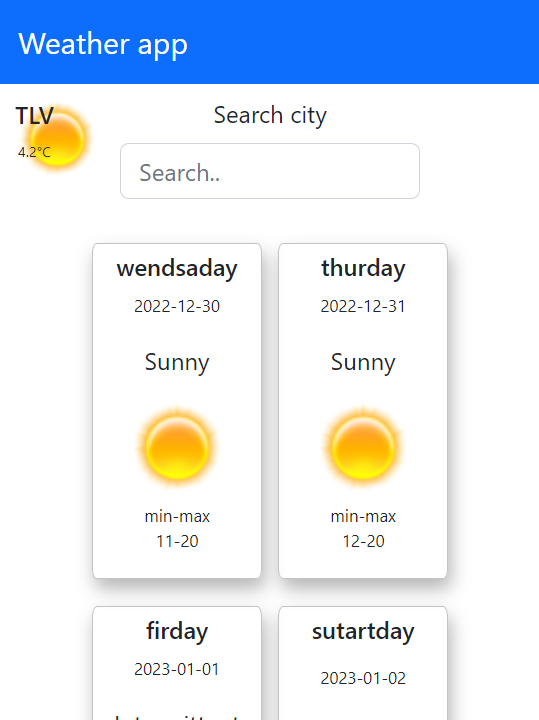 Weather app
TLV
4.2°C
Search city
Search..
wendsaday
2022-12-30
Sunny
min-max
11-20
thurday
2022-12-31
Sunny
min-max
12-20
firday
2023-01-01
sutartday
2023-01-02